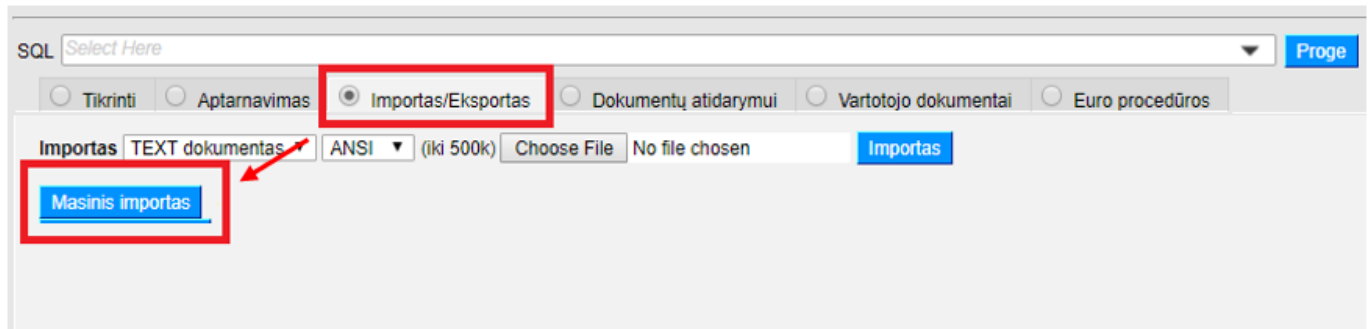 SQL Select Here Proge
Tikrinti Aptarnavimas Importas/Eksportas Dokumentų atidarymui Vartotojo dokumentai Euro procedūros
Importas TEXT dokumentas ANSI (iki 500k) Choose File No file chosen Importas
Masinis importas